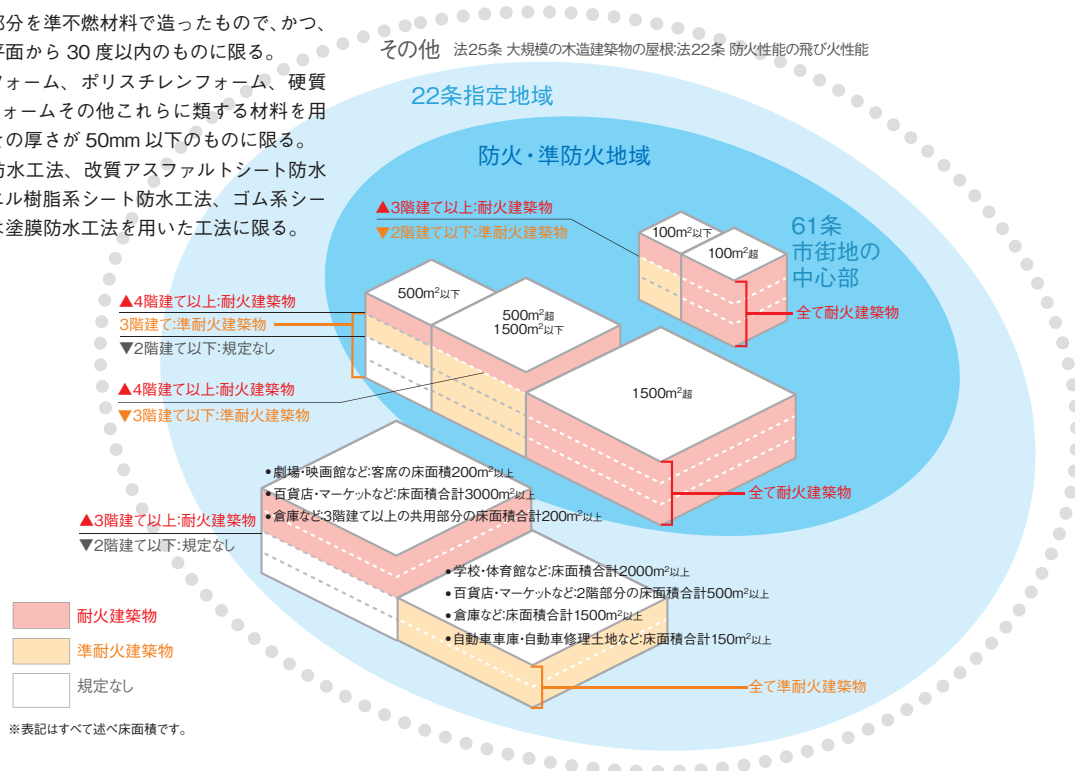 部分を準不燃材料で造ったもので、かつ、
平面から 30 度以内のものに限る。
フォーム、ポリスチレンフォーム、硬質
ォームその他これらに類する材料を用
の厚さが 50mm 以下のものに限る。
防水工法、改質アスファルトシート防水
ニル樹脂系シート防水工法、ゴム系シー
塗膜防水工法を用いた工法に限る。
その他 法25条 大規模の木造建築物の屋根:法22条 防火性能の飛び火性能
22条指定地域
防火・準防火地域
▲3階建て以上:耐火建築物
▼2階建て以下:準耐火建築物
100m²以下
100m²超
61条
市街地の
中心部
全て耐火建築物
▲4階建て以上:耐火建築物
3階建て:準耐火建築物
▼2階建て以下:規定なし
500m²以下
500m²超
1500m²以下
▲4階建て以上:耐火建築物
▼3階建て以下:準耐火建築物
1500m²超
全て耐火建築物
•劇場・映画館など:客席の床面積200m²以上
•百貨店・マーケットなど:床面積合計3000m²以上
•倉庫など:3階建て以上の共用部分の床面積合計200m²以上
▲3階建て以上:耐火建築物
▼2階建て以下:規定なし
•学校・体育館など:床面積合計2000m²以上
•百貨店・マーケットなど:2階部分の床面積合計500m²以上
•倉庫など:床面積合計1500m²以上
•自動車車庫・自動車修理土地など:床面積合計150m²以上
全て準耐火建築物
耐火建築物
準耐火建築物
規定なし
※表記はすべて述べ床面積です。